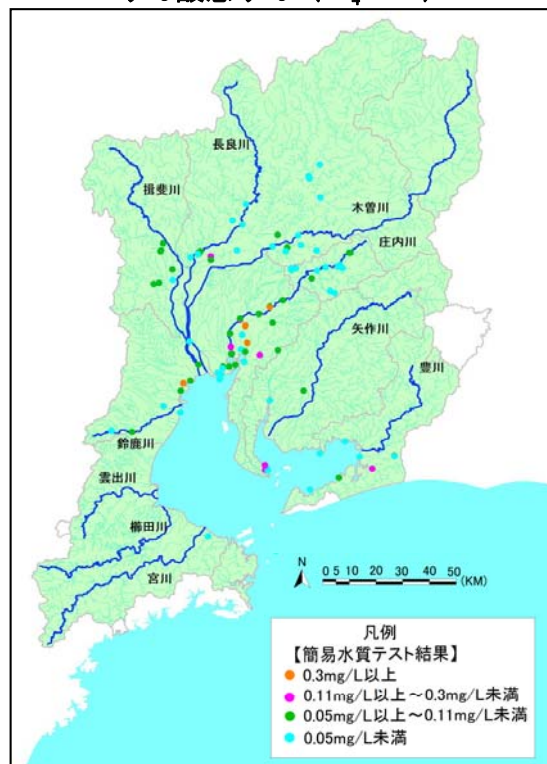 長良川
揖斐川
木曽川
庄内川
矢作川
豊川
鈴鹿川
雲出川
櫛田川
宮川
N
0 5 10 20 30 40 50
(KM)
凡例
【簡易水質テスト結果】
0.3mg/L以上
0.11mg/L以上～0.3mg/L未満
0.05mg/L以上～0.11mg/L未満
0.05mg/L未満